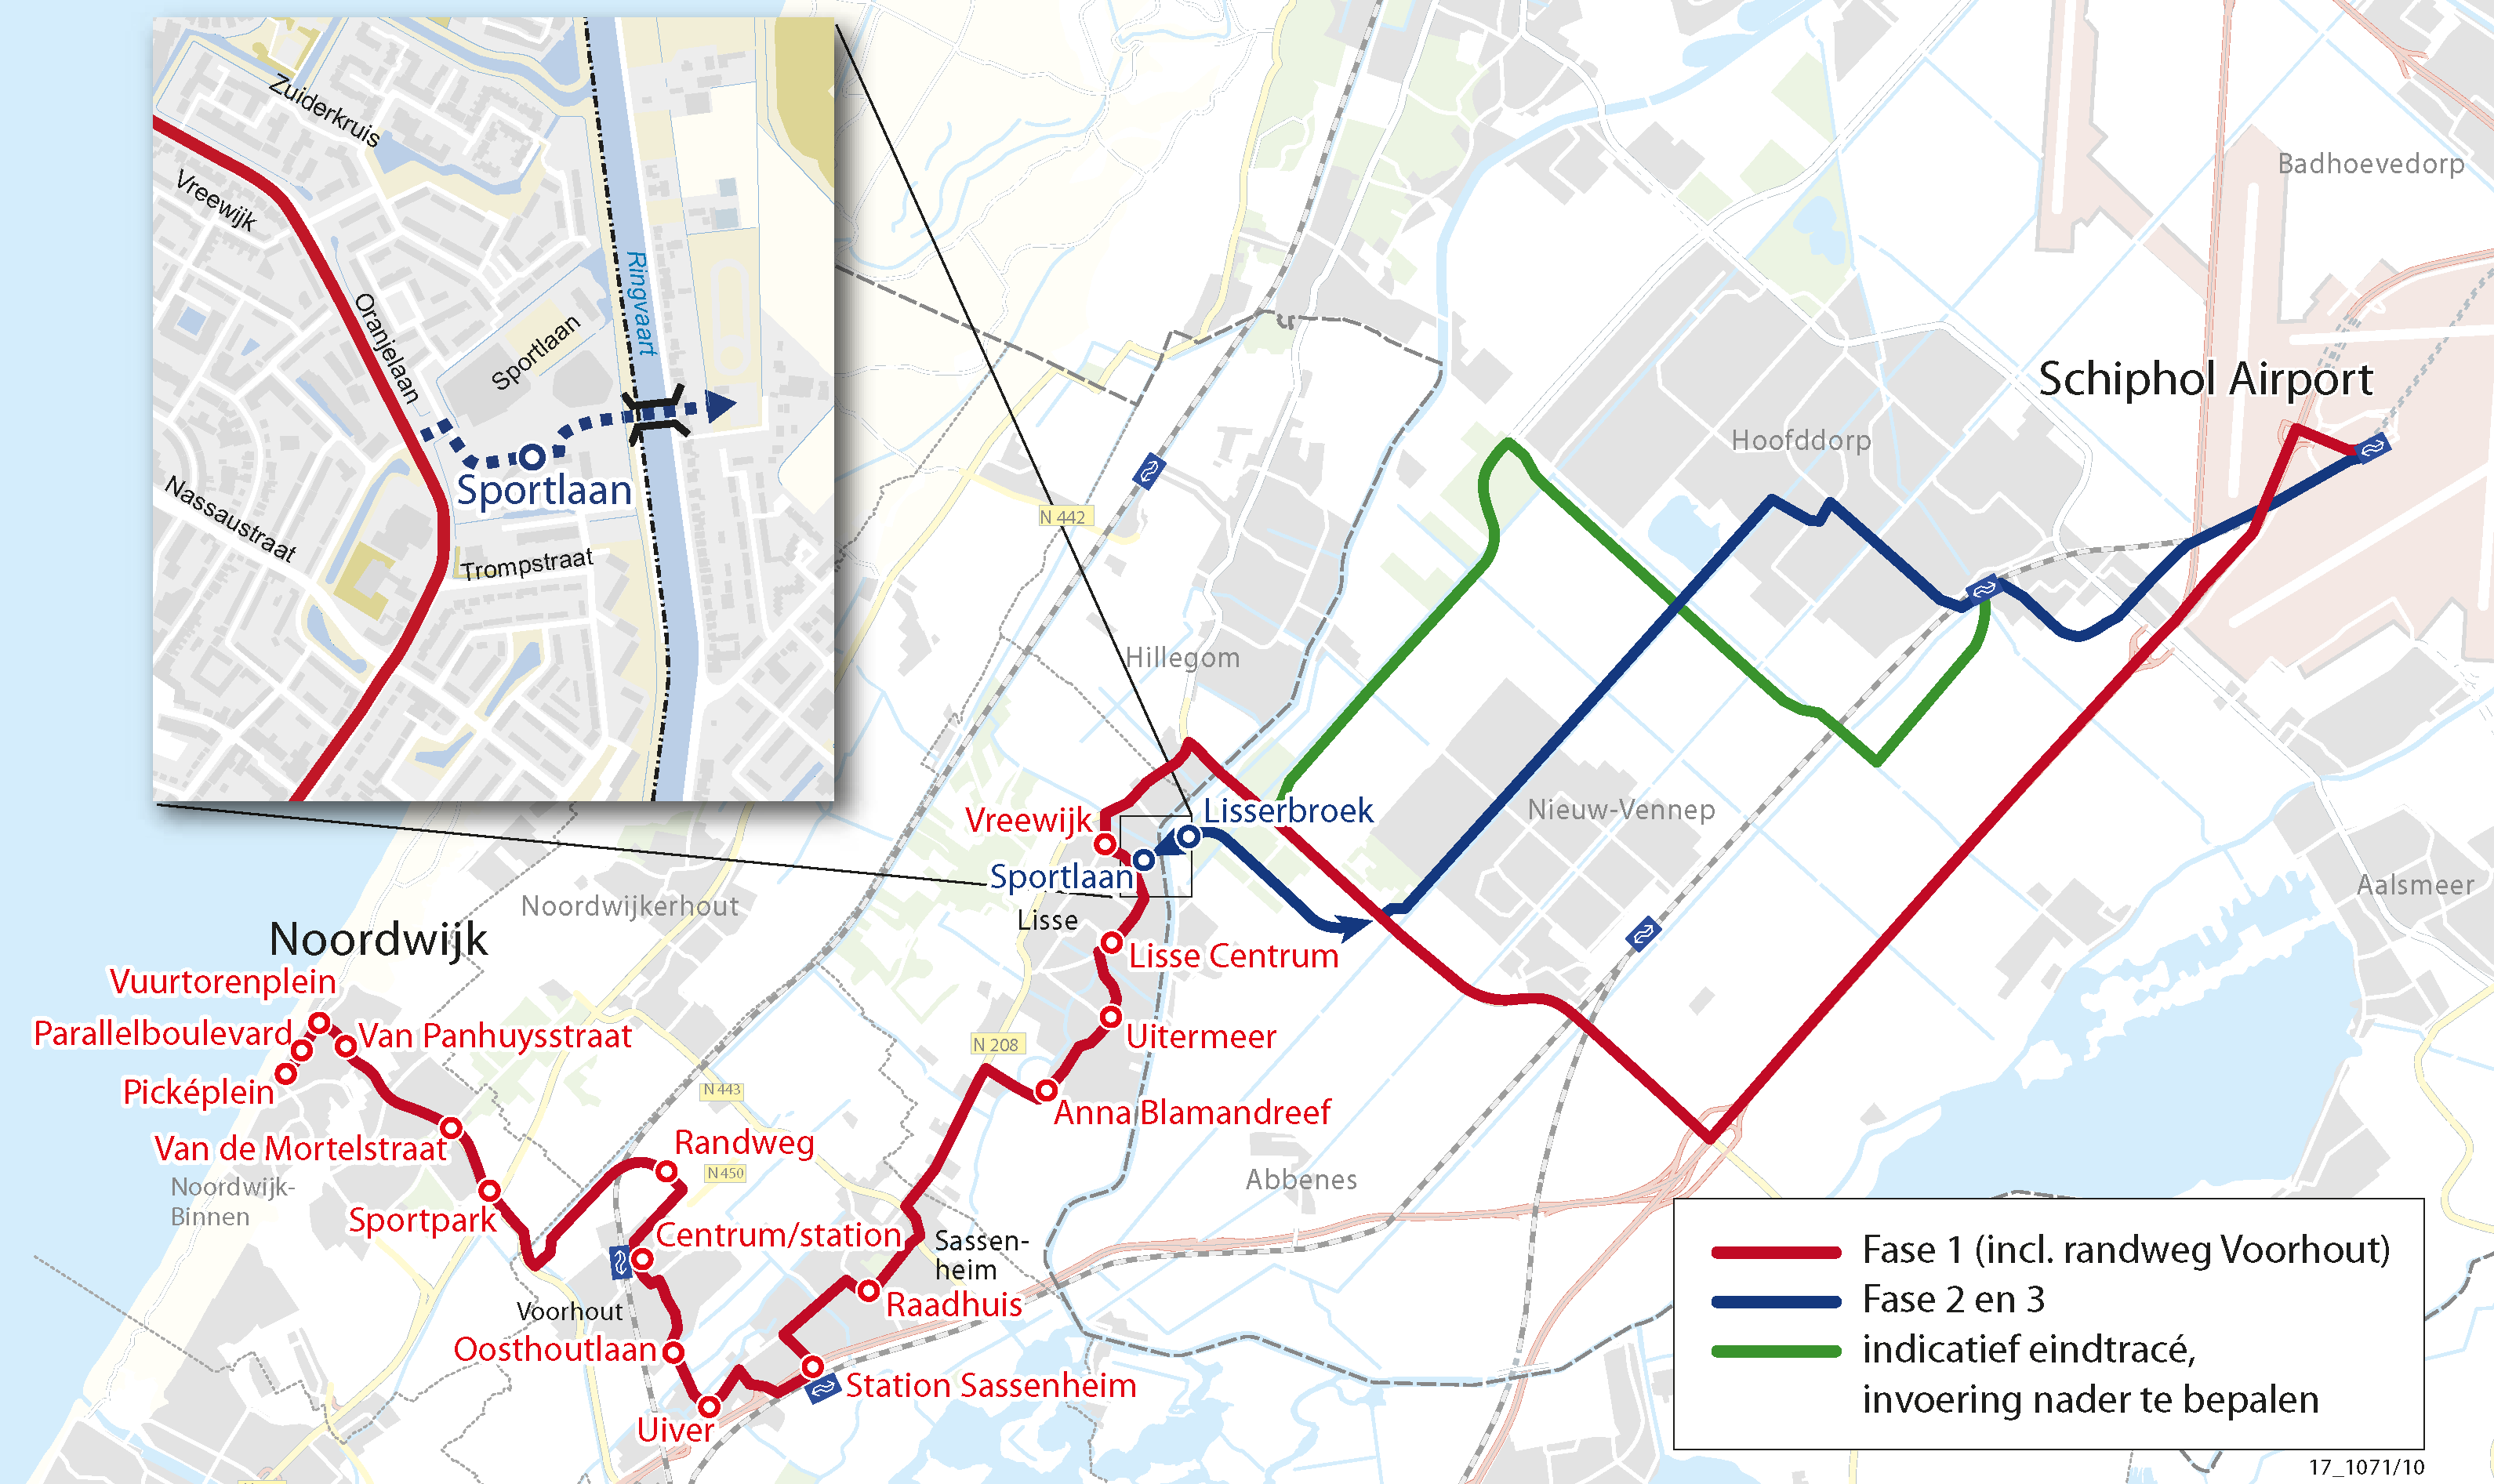 Zuiderkruis
Vreewijk
Oranjelaan
Sportlaan
Ringvaart
Sportlaan
Nassaustraat
Trompstraat
Badhoevedorp
Schiphol Airport
Hoofddorp
N 442
Hillegom
Lisserbroek
Vreewijk
Nieuw-Vennep
Sportlaan
Aalsmeer
Noordwijkerhout
Lisse
Noordwijk
Lisse Centrum
Vuurtorenplein
Parallelboulevard
Van Panhuysstraat
Uitermeer
N 208
Picképlein
N 443
Anna Blamandreef
Van de Mortelstraat
Randweg
N 450
Abbenes
Noordwijk-
Binnen
Sportpark
Centrum/station
Sassen-
heim
Voorhout
Raadhuis
Oosthoutlaan
Station Sassenheim
Uiver
Fase 1 (incl. randweg Voorhout)
Fase 2 en 3
indicatief eindtracé,
invoering nader te bepalen
17_1071/10